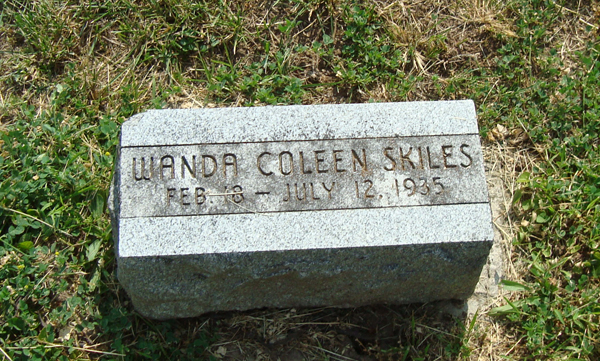 WANDA COLEEN SKILES
FEB. 18 – JULY 12, 1935